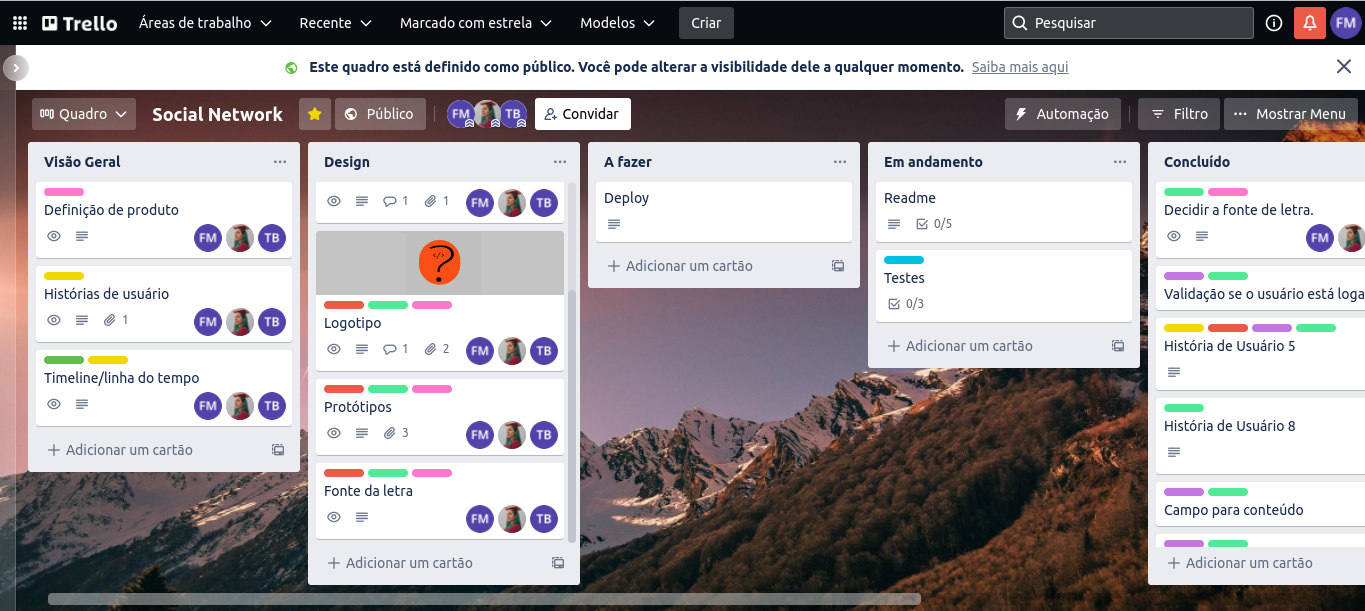 Trello Áreas de trabalho Recente Marcado com estrela Modelos Criar Pesquisar FM
Este quadro está definido como público. Você pode alterar a visibilidade dele a qualquer momento. Saiba mais aqui
Quadro Social Network Público FM TB Convidar Automação Filtro Mostrar Menu
Visão Geral
Definição de produto
FM TB
Histórias de usuário
1 FM TB
Timeline/linha do tempo
FM TB
Adicionar um cartão
Design
1 1 FM TB
</>
?
Logotipo
1 2 FM TB
Protótipos
3 FM TB
Fonte da letra
FM TB
Adicionar um cartão
A fazer
Deploy
Adicionar um cartão
Em andamento
Readme
0/5
Testes
0/3
Adicionar um cartão
Concluído
Decidir a fonte de letra.
FM
Validação se o usuário está loga
História de Usuário 5
História de Usuário 8
Campo para conteúdo
Adicionar um cartão